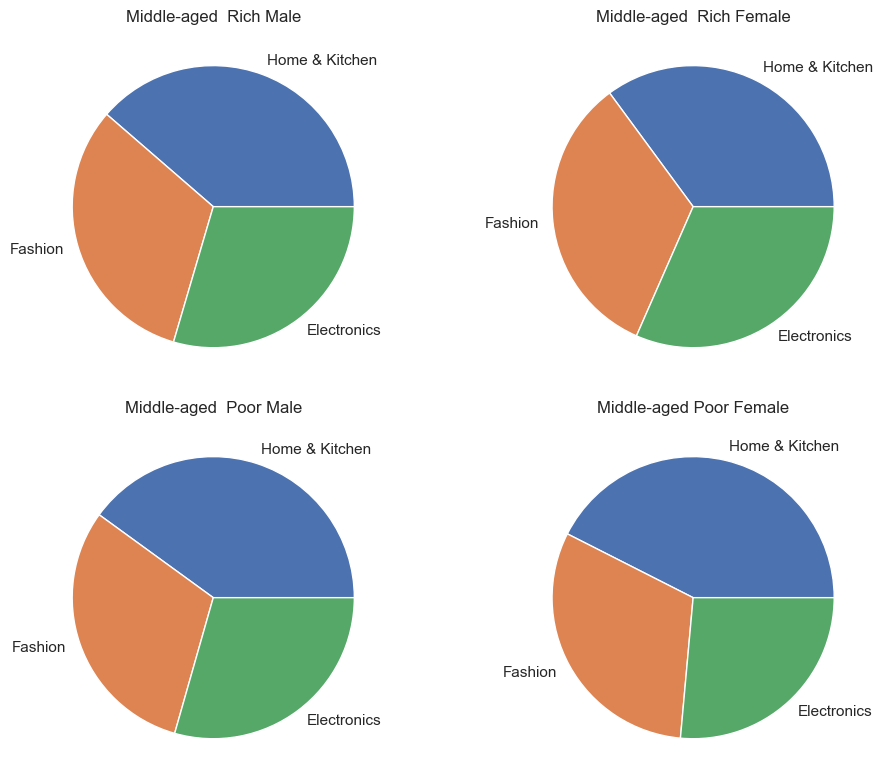 Middle-aged  Rich Male
Home & Kitchen
Fashion
Electronics
Middle-aged  Rich Female
Home & Kitchen
Fashion
Electronics
Middle-aged  Poor Male
Home & Kitchen
Fashion
Electronics
Middle-aged Poor Female
Home & Kitchen
Fashion
Electronics